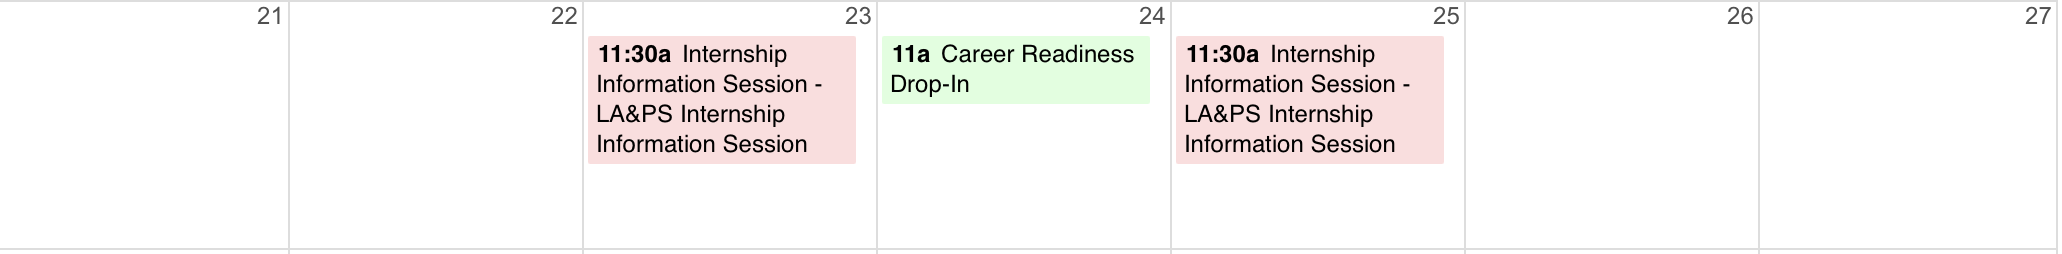 21 22 23 24 25 26 27
11:30a Internship
Information Session -
LA&PS Internship
Information Session
11a Career Readiness
Drop-In
11:30a Internship
Information Session -
LA&PS Internship
Information Session